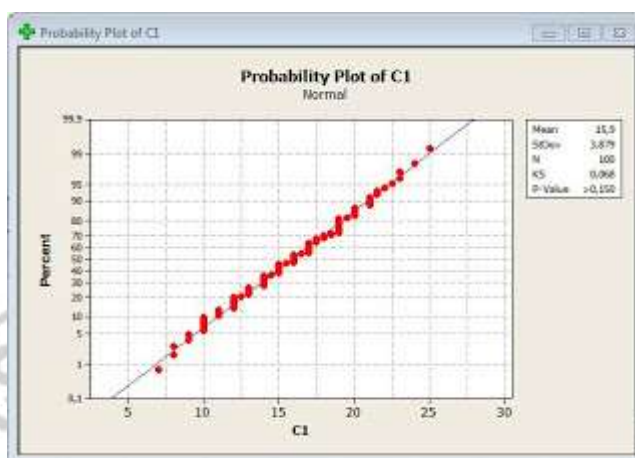 Probability Plot of C1
Probability Plot of C1
Normal
99,9
99
95
90
80
70
60
50
40
30
20
10
5
1
0,1
Percent
5 10 15 20 25 30
C1
Mean 15,9
StDev 3,879
N 100
KS 0,068
P-Value >0,150